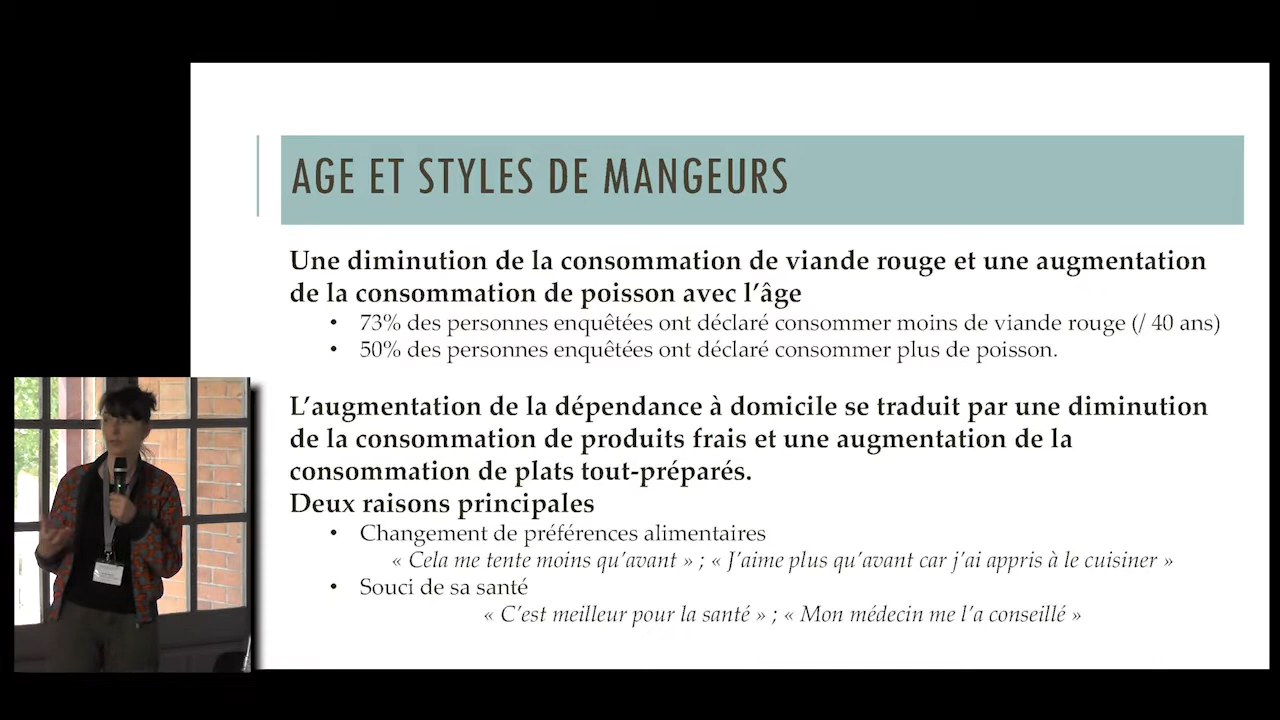 AGE ET STYLES DE MANGEURS
Une diminution de la consommation de viande rouge et une augmentation
de la consommation de poisson avec l'âge
• 73% des personnes enquêtées ont déclaré consommer moins de viande rouge (/ 40 ans)
• 50% des personnes enquêtées ont déclaré consommer plus de poisson.
L'augmentation de la dépendance à domicile se traduit par une diminution
de la consommation de produits frais et une augmentation de la
consommation de plats tout-préparés.
Deux raisons principales
• Changement de préférences alimentaires
« Cela me tente moins qu'avant » ; « J'aime plus qu'avant car j'ai appris à le cuisiner »
• Souci de sa santé
« C'est meilleur pour la santé » ; « Mon médecin me l'a conseillé »